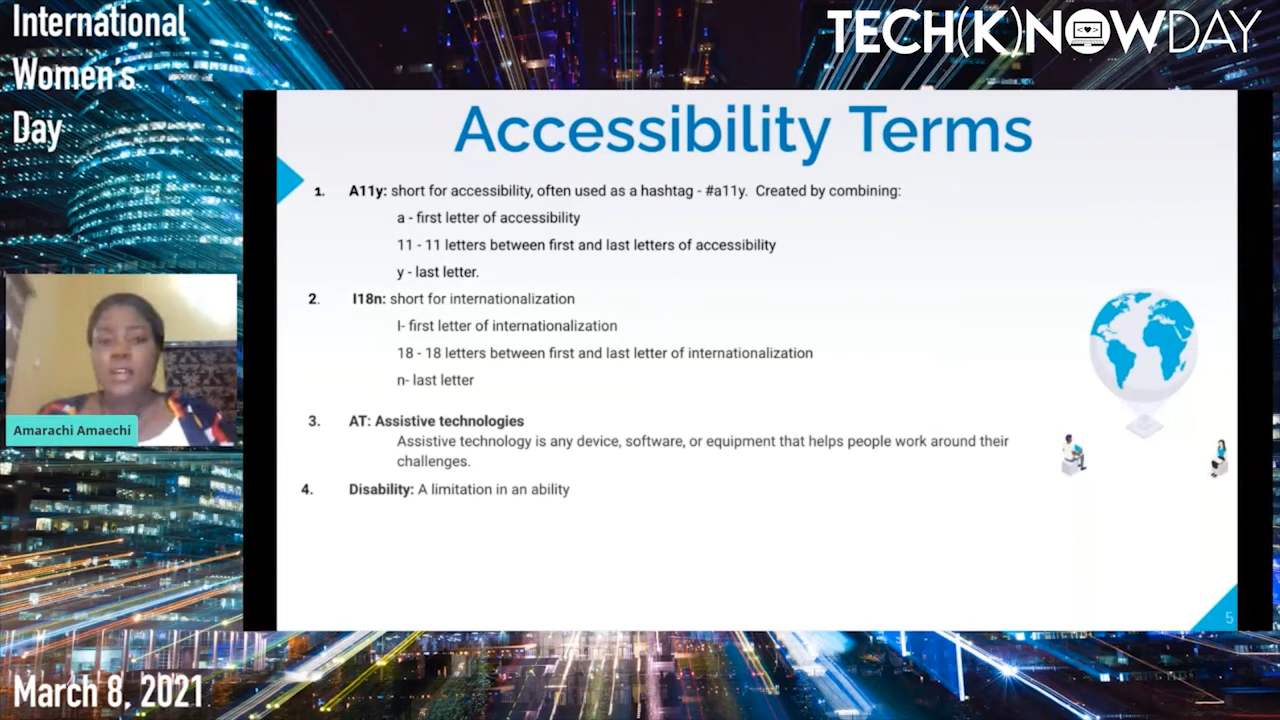 International
Women's
Day
TECH(K)NOWDAY
Accessibility Terms
1. A11y: short for accessibility, often used as a hashtag - #a11y. Created by combining:
a - first letter of accessibility
11 - 11 letters between first and last letters of accessibility
y - last letter.
2. I18n: short for internationalization
I- first letter of internationalization
18 - 18 letters between first and last letter of internationalization
n- last letter
3. AT: Assistive technologies
Assistive technology is any device, software, or equipment that helps people work around their
challenges.
4. Disability: A limitation in an ability
Amarachi Amaechi
5
March 8, 2021